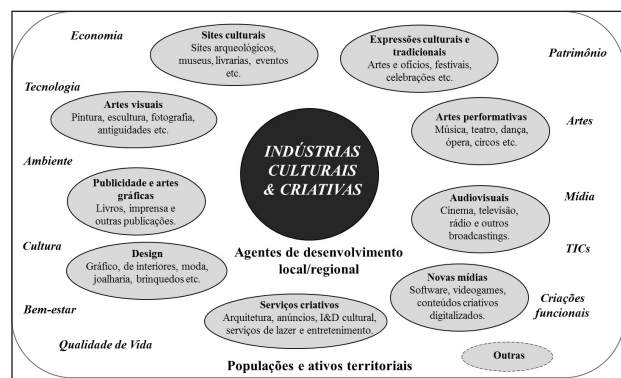 Economia
Sites culturais
Sites arqueológicos,
museus, livrarias, eventos
etc.
Expressões culturais e
tradicionais
Artes e ofícios, festivais,
celebrações etc.
Patrimônio
Tecnologia
Artes visuais
Pintura, escultura, fotografia,
antiguidades etc.
Artes performativas
Música, teatro, dança,
ópera, circos etc.
Artes
INDÚSTRIAS
CULTURAIS
& CRIATIVAS
Ambiente
Publicidade e artes
gráficas
Livros, imprensa e
outras publicações.
Audiovisuais
Cinema, televisão,
rádio e outros
broadcastings.
Mídia
Cultura
Design
Gráfico, de interiores, moda,
joalharia, brinquedos etc.
Agentes de desenvolvimento
local/regional
TICs
Novas mídias
Software, videogames,
conteúdos criativos
digitalizados.
Criações
funcionais
Bem-estar
Serviços criativos
Arquitetura, anúncios, I&D cultural,
serviços de lazer e entretenimento.
Qualidade de Vida
Populações e ativos territoriais
Outras